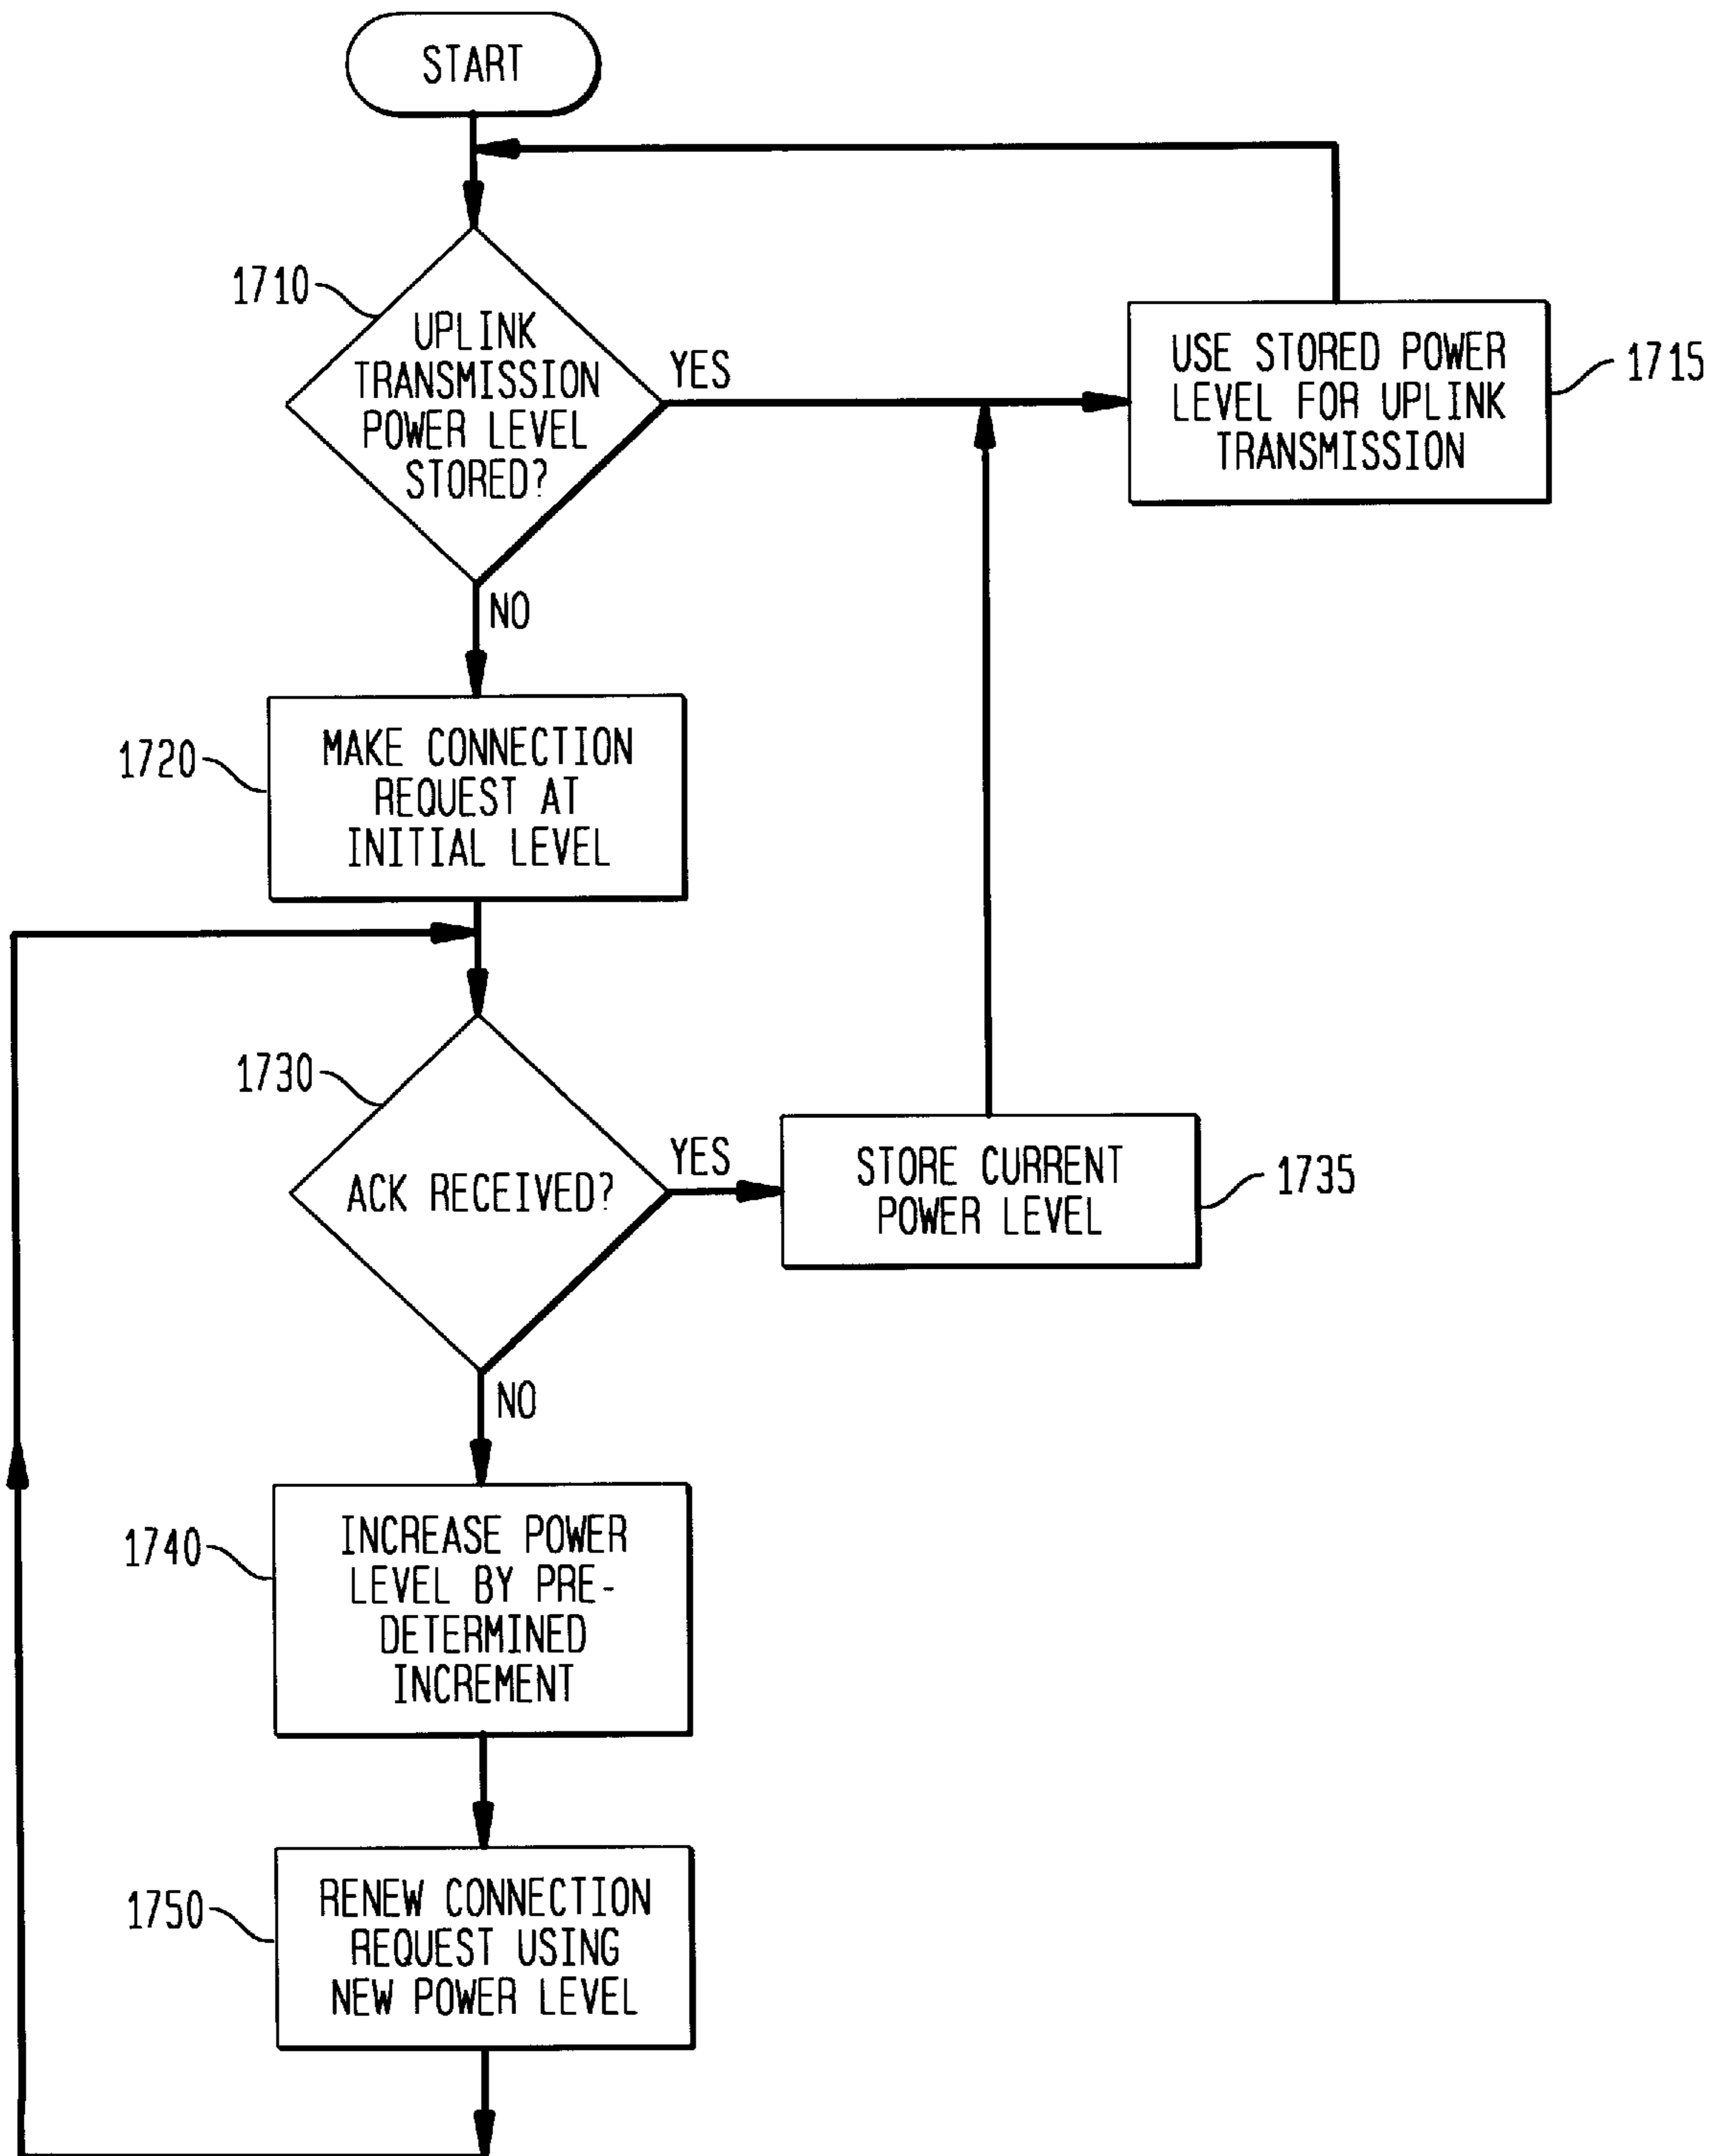 START
1710
UPLINK
TRANSMISSION
POWER LEVEL
STORED?
YES
NO
USE STORED POWER
LEVEL FOR UPLINK
TRANSMISSION
1715
1720
MAKE CONNECTION
REQUEST AT
INITIAL LEVEL
1730
ACK RECEIVED?
YES
NO
STORE CURRENT
POWER LEVEL
1735
1740
INCREASE POWER
LEVEL BY PRE-
DETERMINED
INCREMENT
1750
RENEW CONNECTION
REQUEST USING
NEW POWER LEVEL